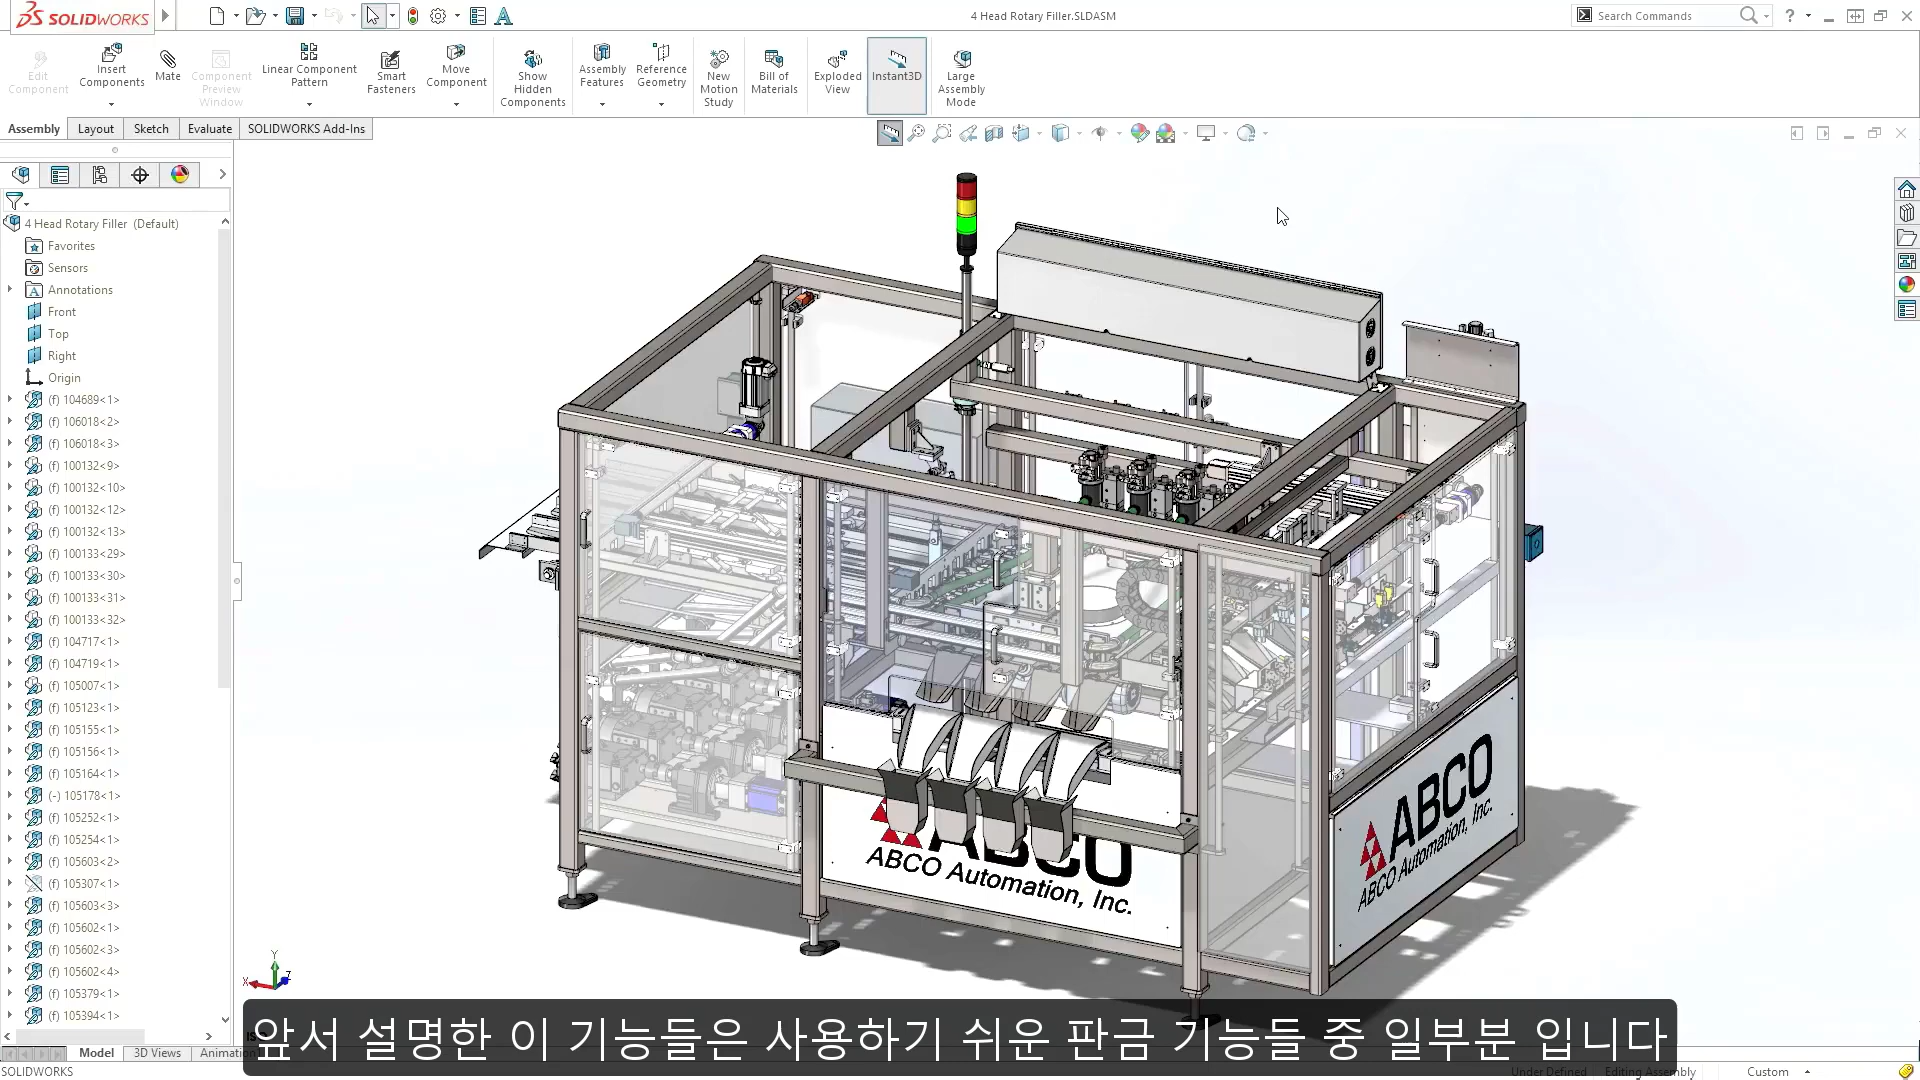 SOLIDWORKS
4 Head Rotary Filler.SLDASM
Search Commands
Edit Component
Insert Components
Mate
Component Preview Window
Linear Component Pattern
Smart Fasteners
Move Component
Show Hidden Components
Assembly Features
Reference Geometry
New Motion Study
Bill of Materials
Exploded View
Instant3D
Large Assembly Mode
Assembly
Layout
Sketch
Evaluate
SOLIDWORKS Add-Ins
4 Head Rotary Filler (Default)
Favorites
Sensors
Annotations
Front
Top
Right
Origin
(f) 104689<1>
(f) 106018<2>
(f) 106018<3>
(f) 100132<9>
(f) 100132<10>
(f) 100132<12>
(f) 100132<13>
(f) 100133<29>
(f) 100133<30>
(f) 100133<31>
(f) 100133<32>
(f) 104717<1>
(f) 104719<1>
(f) 105007<1>
(f) 105123<1>
(f) 105155<1>
(f) 105156<1>
(f) 105164<1>
(-) 105178<1>
(f) 105252<1>
(f) 105254<1>
(f) 105603<2>
(f) 105307<1>
(f) 105603<3>
(f) 105602<1>
(f) 105602<3>
(f) 105602<4>
(f) 105379<1>
(f) 105394<1>
ABCO
ABCO Automation, Inc.
ABCO
ABCO Automation, Inc.
Y
X
Z
앞서 설명한 이 기능들은 사용하기 쉬운 판금 기능들 중 일부분 입니다
Model
3D Views
Animation
SOLIDWORKS
Under Defined
Editing Assembly
Custom